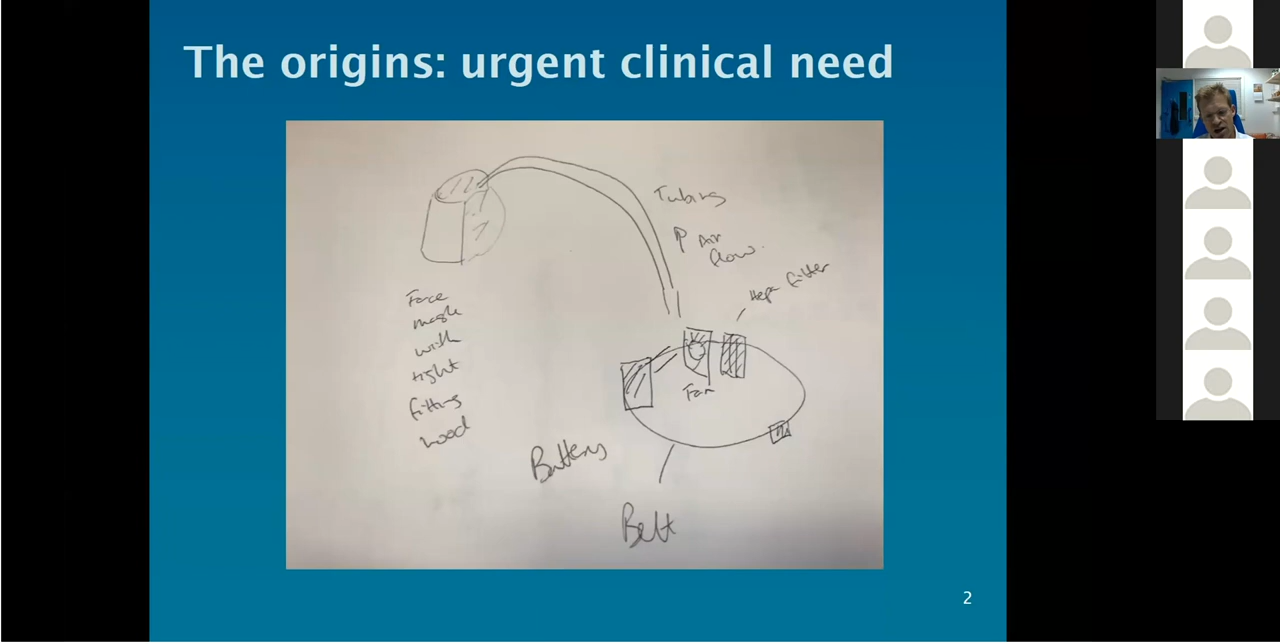 The origins: urgent clinical need
Tubing
↑ Air
flow
Hepa filter
Face
mask
with
tight
fitting
hood
Fan
Battery
Belt
2